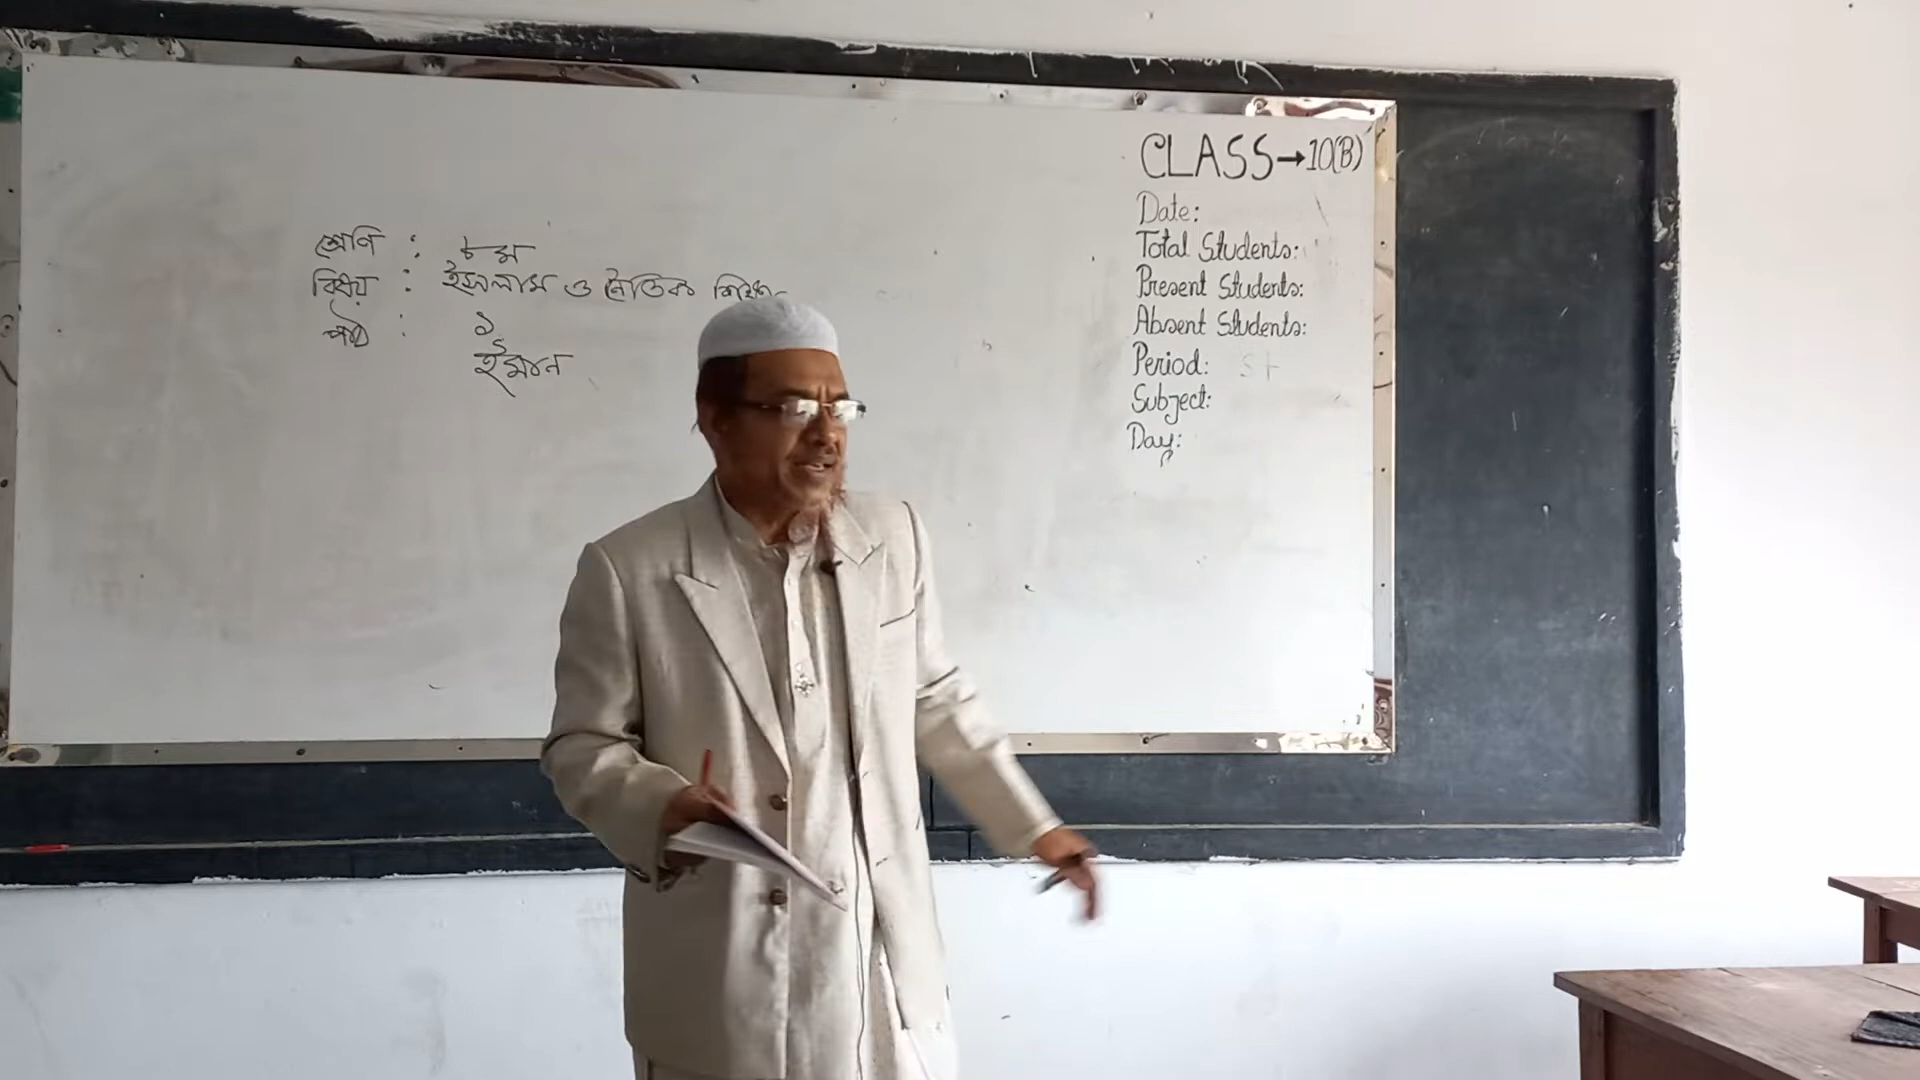 শ্রেণি : ৮ম
বিষয় : ইসলাম ও নৈতিক শিক্ষা
পাঠ : ১
ঈমান
CLASS→10(B)
Date:
Total Students:
Present Students:
Absent Students:
Period:
Subject:
Day: